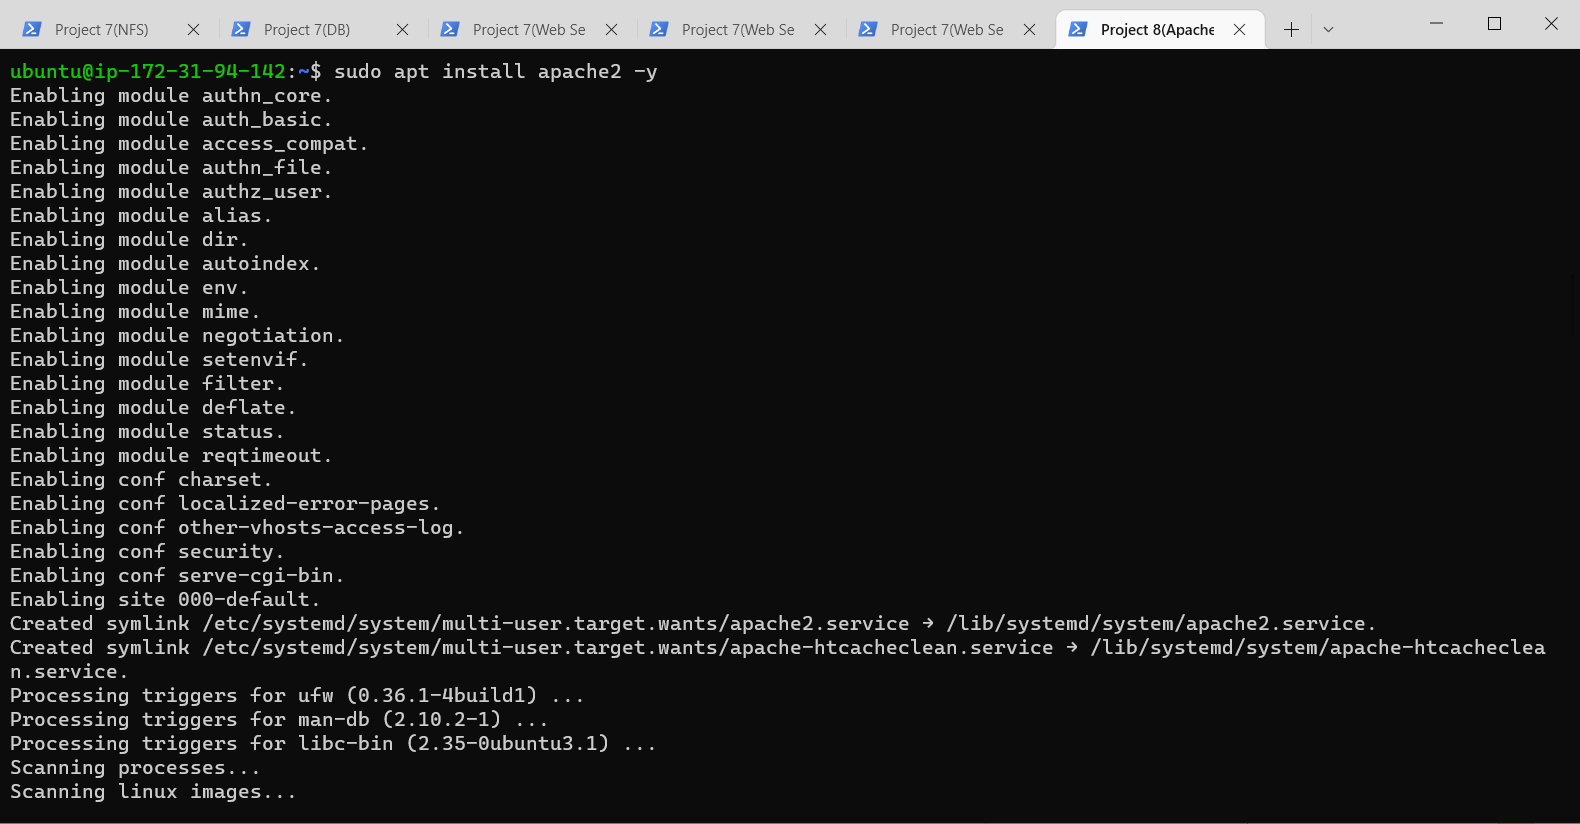 Project 7(NFS) Project 7(DB) Project 7(Web Se Project 7(Web Se Project 7(Web Se Project 8(Apache
ubuntu@ip-172-31-94-142:~$ sudo apt install apache2 -y
Enabling module authn_core.
Enabling module auth_basic.
Enabling module access_compat.
Enabling module authn_file.
Enabling module authz_user.
Enabling module alias.
Enabling module dir.
Enabling module autoindex.
Enabling module env.
Enabling module mime.
Enabling module negotiation.
Enabling module setenvif.
Enabling module filter.
Enabling module deflate.
Enabling module status.
Enabling module reqtimeout.
Enabling conf charset.
Enabling conf localized-error-pages.
Enabling conf other-vhosts-access-log.
Enabling conf security.
Enabling conf serve-cgi-bin.
Enabling site 000-default.
Created symlink /etc/systemd/system/multi-user.target.wants/apache2.service → /lib/systemd/system/apache2.service.
Created symlink /etc/systemd/system/multi-user.target.wants/apache-htcacheclean.service → /lib/systemd/system/apache-htcacheclea
n.service.
Processing triggers for ufw (0.36.1-4build1) ...
Processing triggers for man-db (2.10.2-1) ...
Processing triggers for libc-bin (2.35-0ubuntu3.1) ...
Scanning processes...
Scanning linux images...